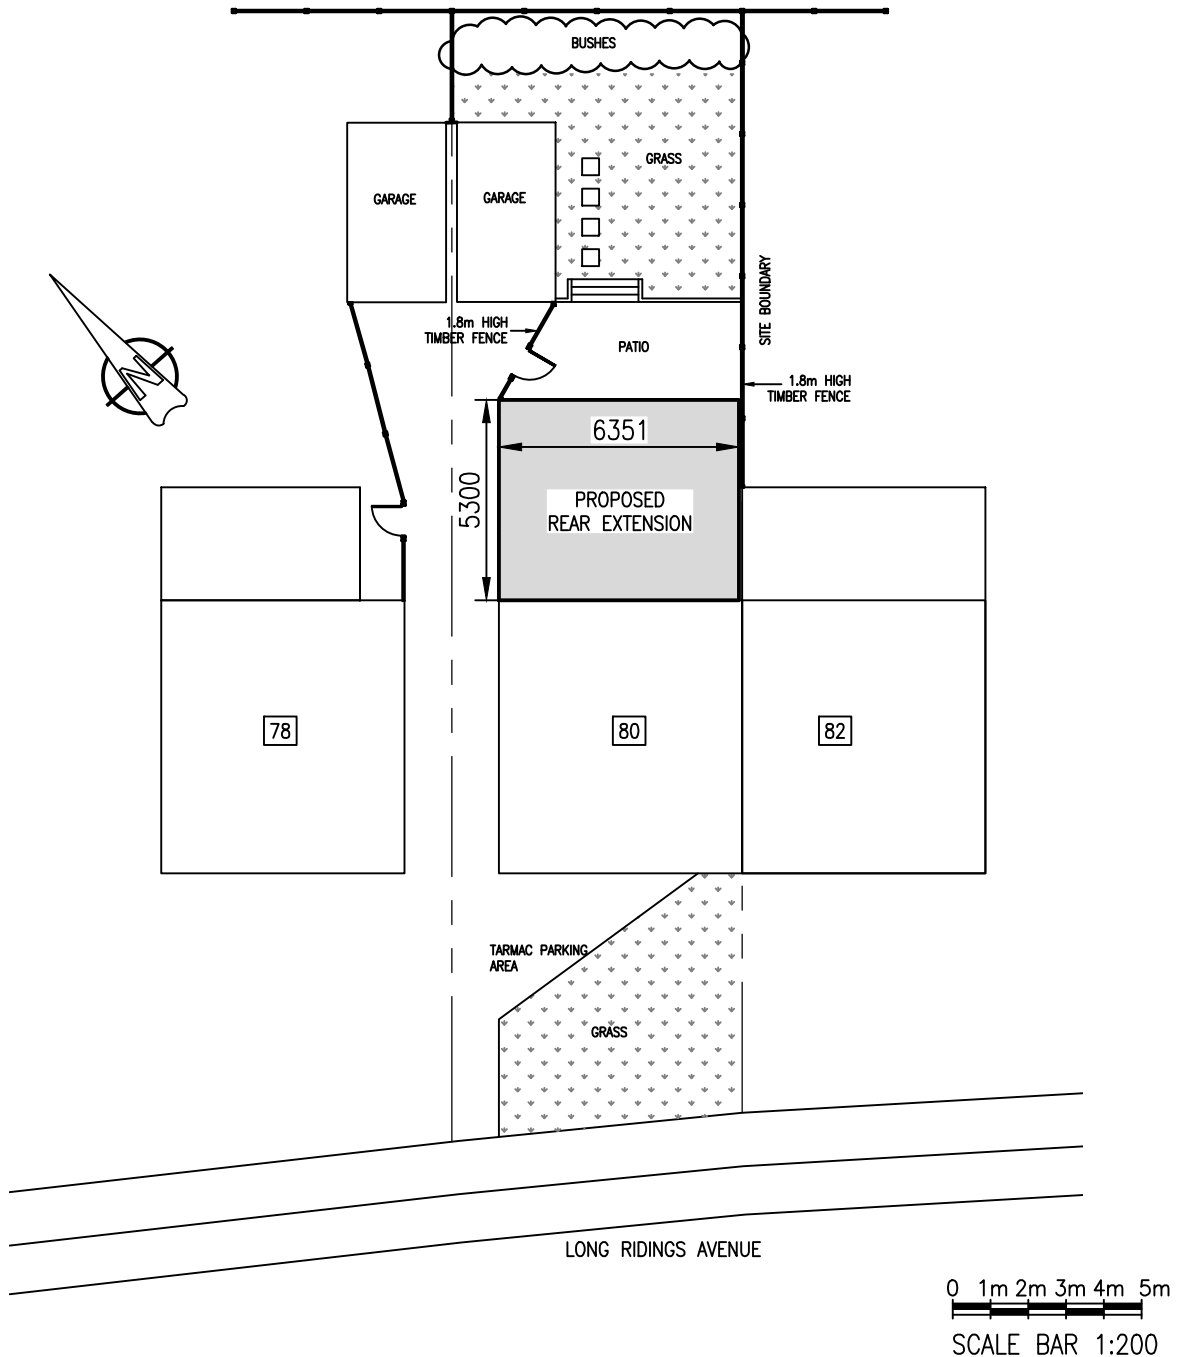 BUSHES
GRASS
GARAGE
GARAGE
SITE BOUNDARY
1.8m HIGH
TIMBER FENCE
PATIO
N
1.8m HIGH
TIMBER FENCE
6351
5300
PROPOSED
REAR EXTENSION
78
80
82
TARMAC PARKING
AREA
GRASS
LONG RIDINGS AVENUE
0 1m 2m 3m 4m 5m
SCALE BAR 1:200